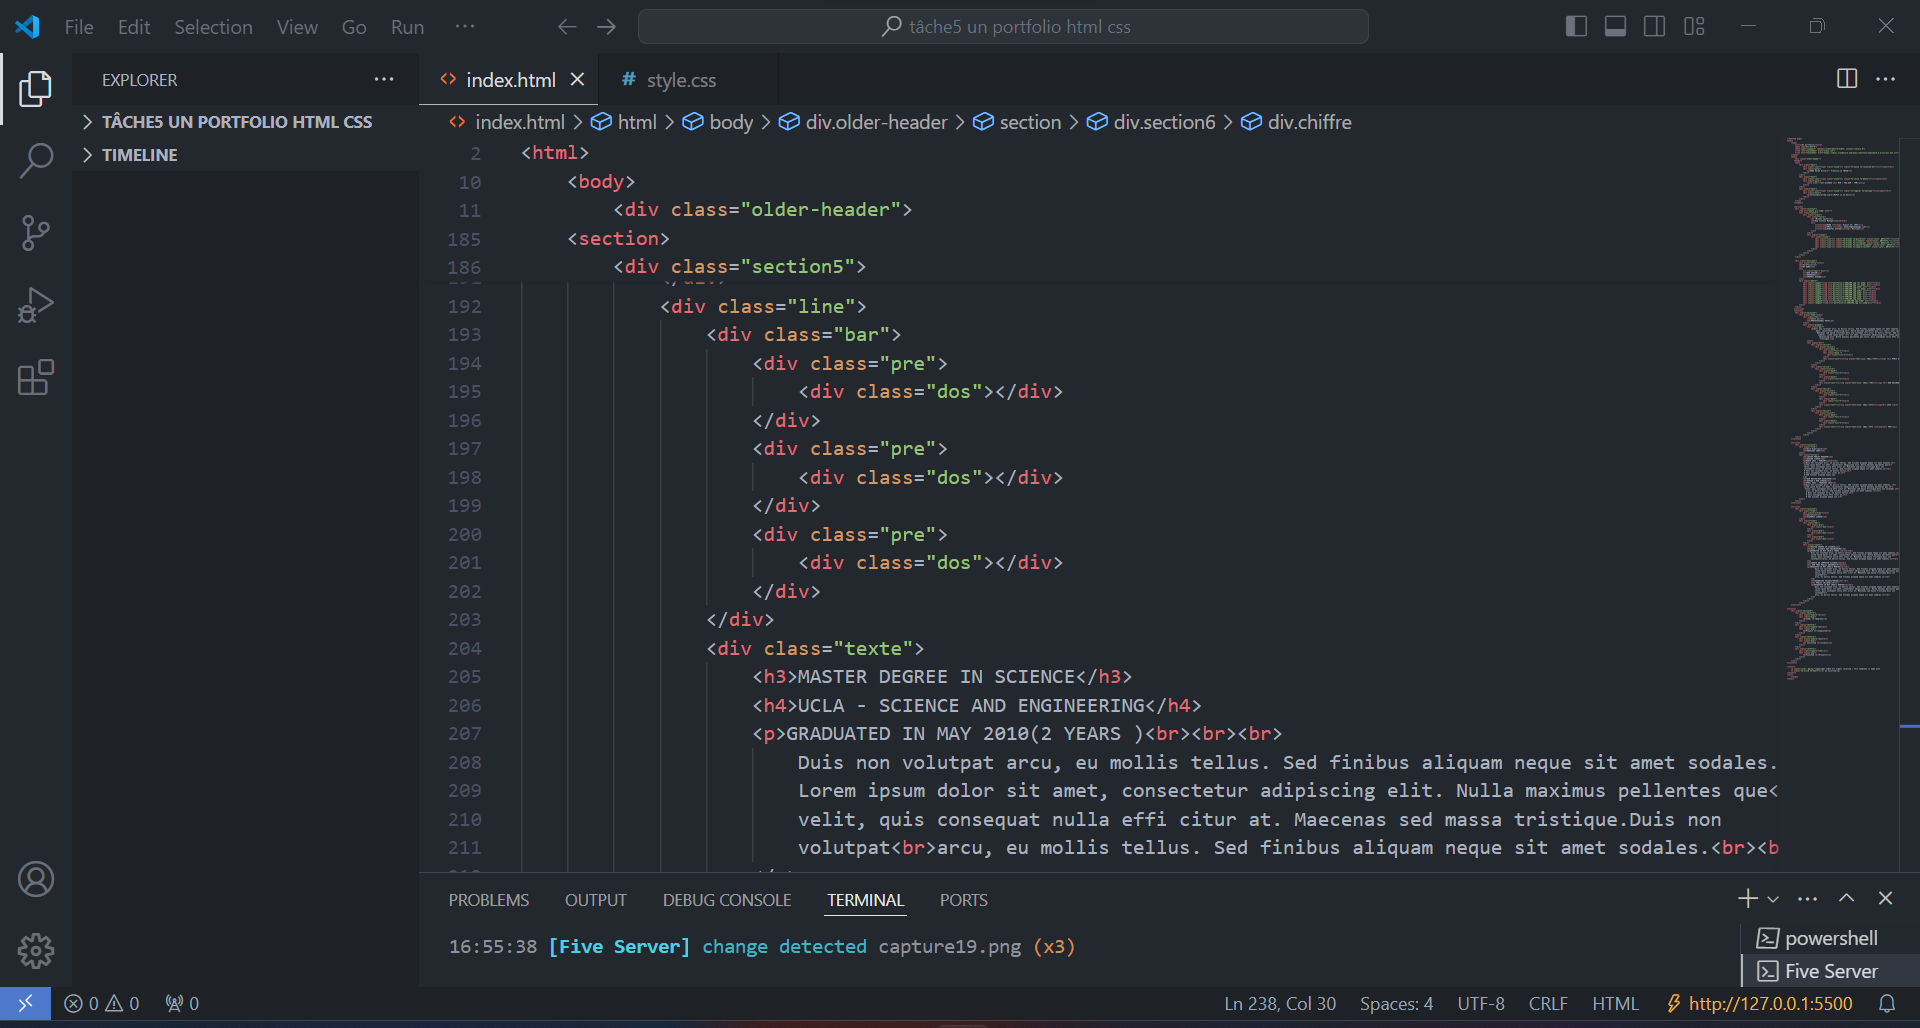 File Edit Selection View Go Run ···
tâche5 un portfolio html css
EXPLORER ···
TÂCHE5 UN PORTFOLIO HTML CSS
TIMELINE
<> index.html
# style.css
<> index.html > html > body > div.older-header > section > div.section6 > div.chiffre
2 <html>
10 <body>
11 <div class="older-header">
185 <section>
186 <div class="section5">
192 <div class="line">
193 <div class="bar">
194 <div class="pre">
195 <div class="dos"></div>
196 </div>
197 <div class="pre">
198 <div class="dos"></div>
199 </div>
200 <div class="pre">
201 <div class="dos"></div>
202 </div>
203 </div>
204 <div class="texte">
205 <h3>MASTER DEGREE IN SCIENCE</h3>
206 <h4>UCLA - SCIENCE AND ENGINEERING</h4>
207 <p>GRADUATED IN MAY 2010(2 YEARS )<br><br><br>
208 Duis non volutpat arcu, eu mollis tellus. Sed finibus aliquam neque sit amet sodales.
209 Lorem ipsum dolor sit amet, consectetur adipiscing elit. Nulla maximus pellentes que<
210 velit, quis consequat nulla effi citur at. Maecenas sed massa tristique.Duis non
211 volutpat<br>arcu, eu mollis tellus. Sed finibus aliquam neque sit amet sodales.<br><b
PROBLEMS OUTPUT DEBUG CONSOLE TERMINAL PORTS
16:55:38 [Five Server] change detected capture19.png (x3)
powershell
Five Server
0 0 0
Ln 238, Col 30 Spaces: 4 UTF-8 CRLF HTML http://127.0.0.1:5500